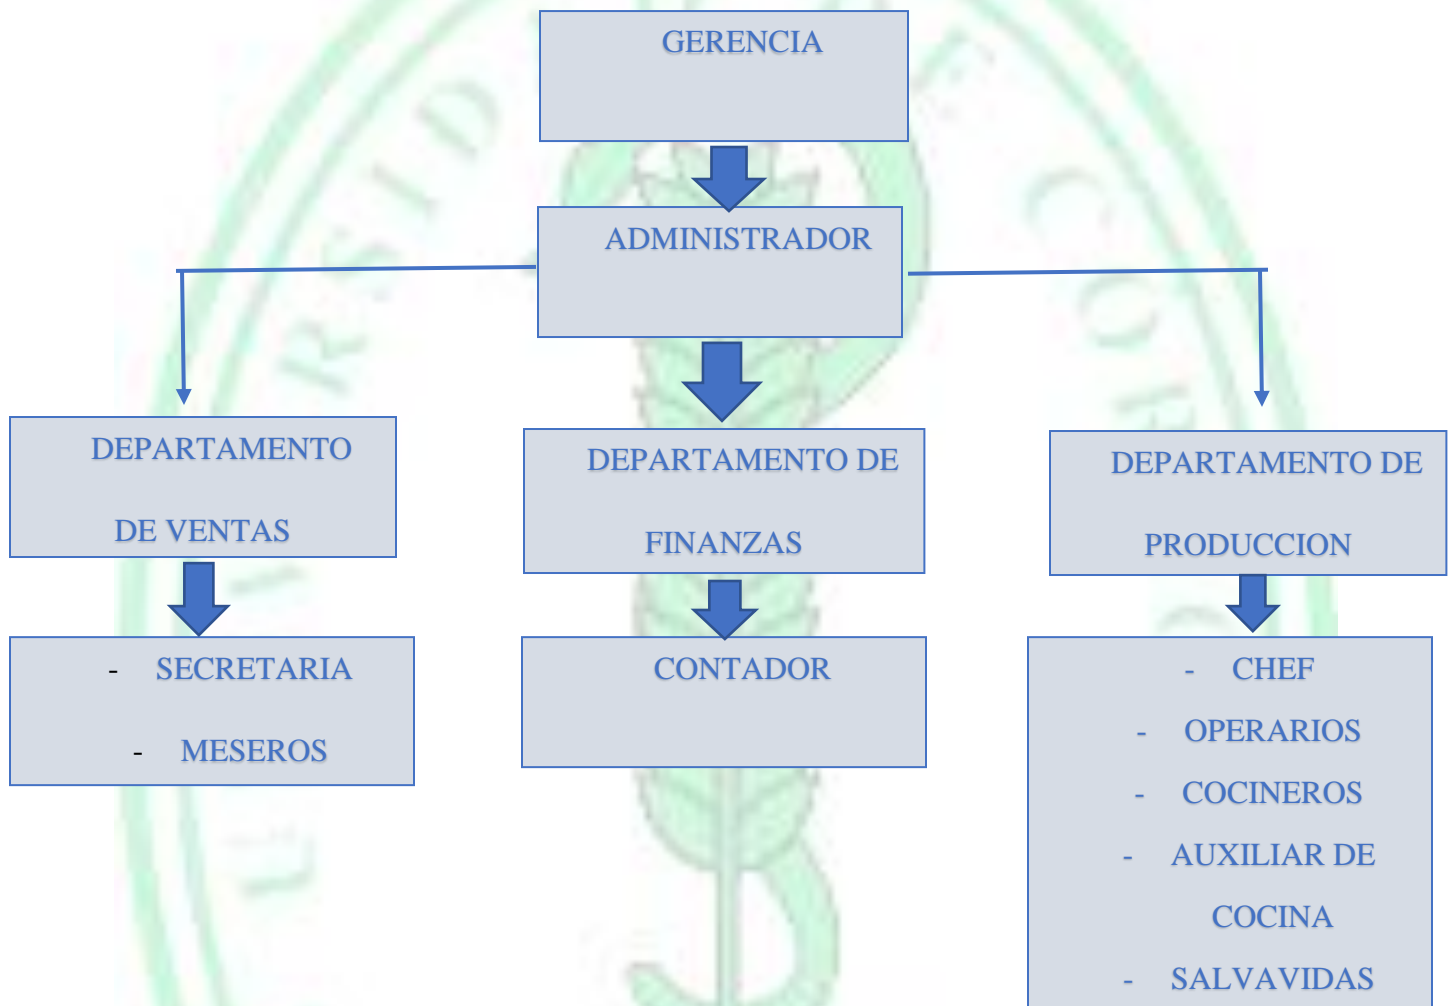 GERENCIA
ADMINISTRADOR
DEPARTAMENTO
DE VENTAS
DEPARTAMENTO DE
FINANZAS
DEPARTAMENTO DE
PRODUCCION
- SECRETARIA
- MESEROS
CONTADOR
- CHEF
- OPERARIOS
- COCINEROS
- AUXILIAR DE
COCINA
- SALVAVIDAS